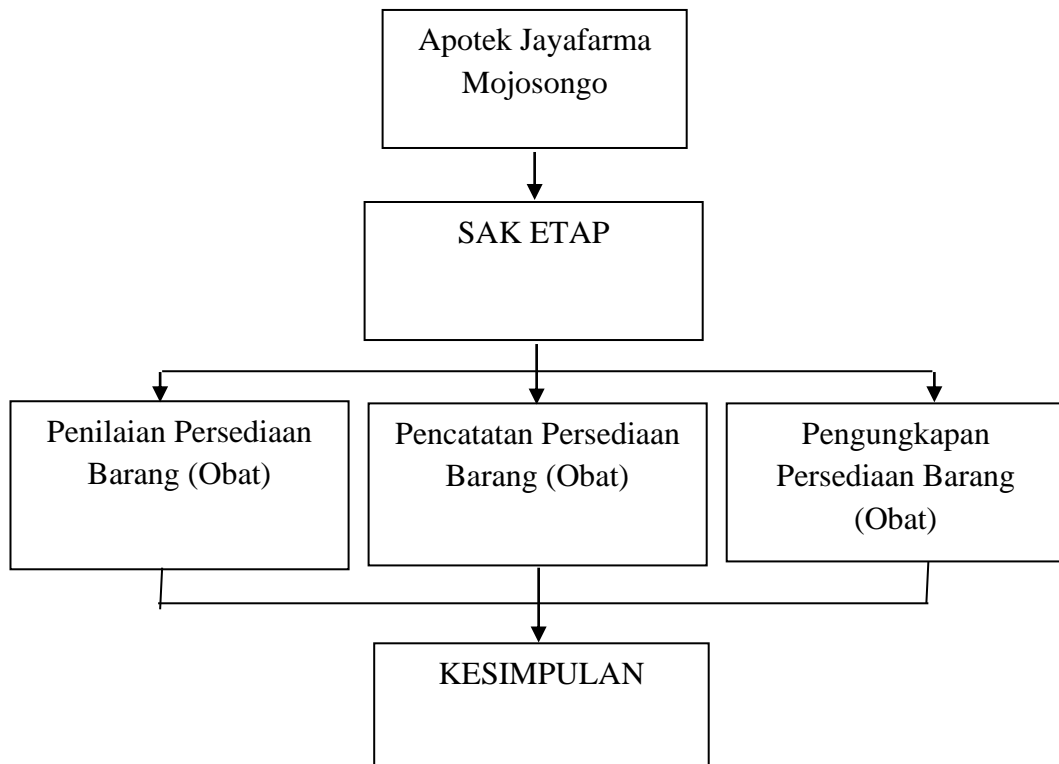 Apotek Jayafarma
Mojosongo
SAK ETAP
Penilaian Persediaan
Barang (Obat)
Pencatatan Persediaan
Barang (Obat)
Pengungkapan
Persediaan Barang
(Obat)
KESIMPULAN